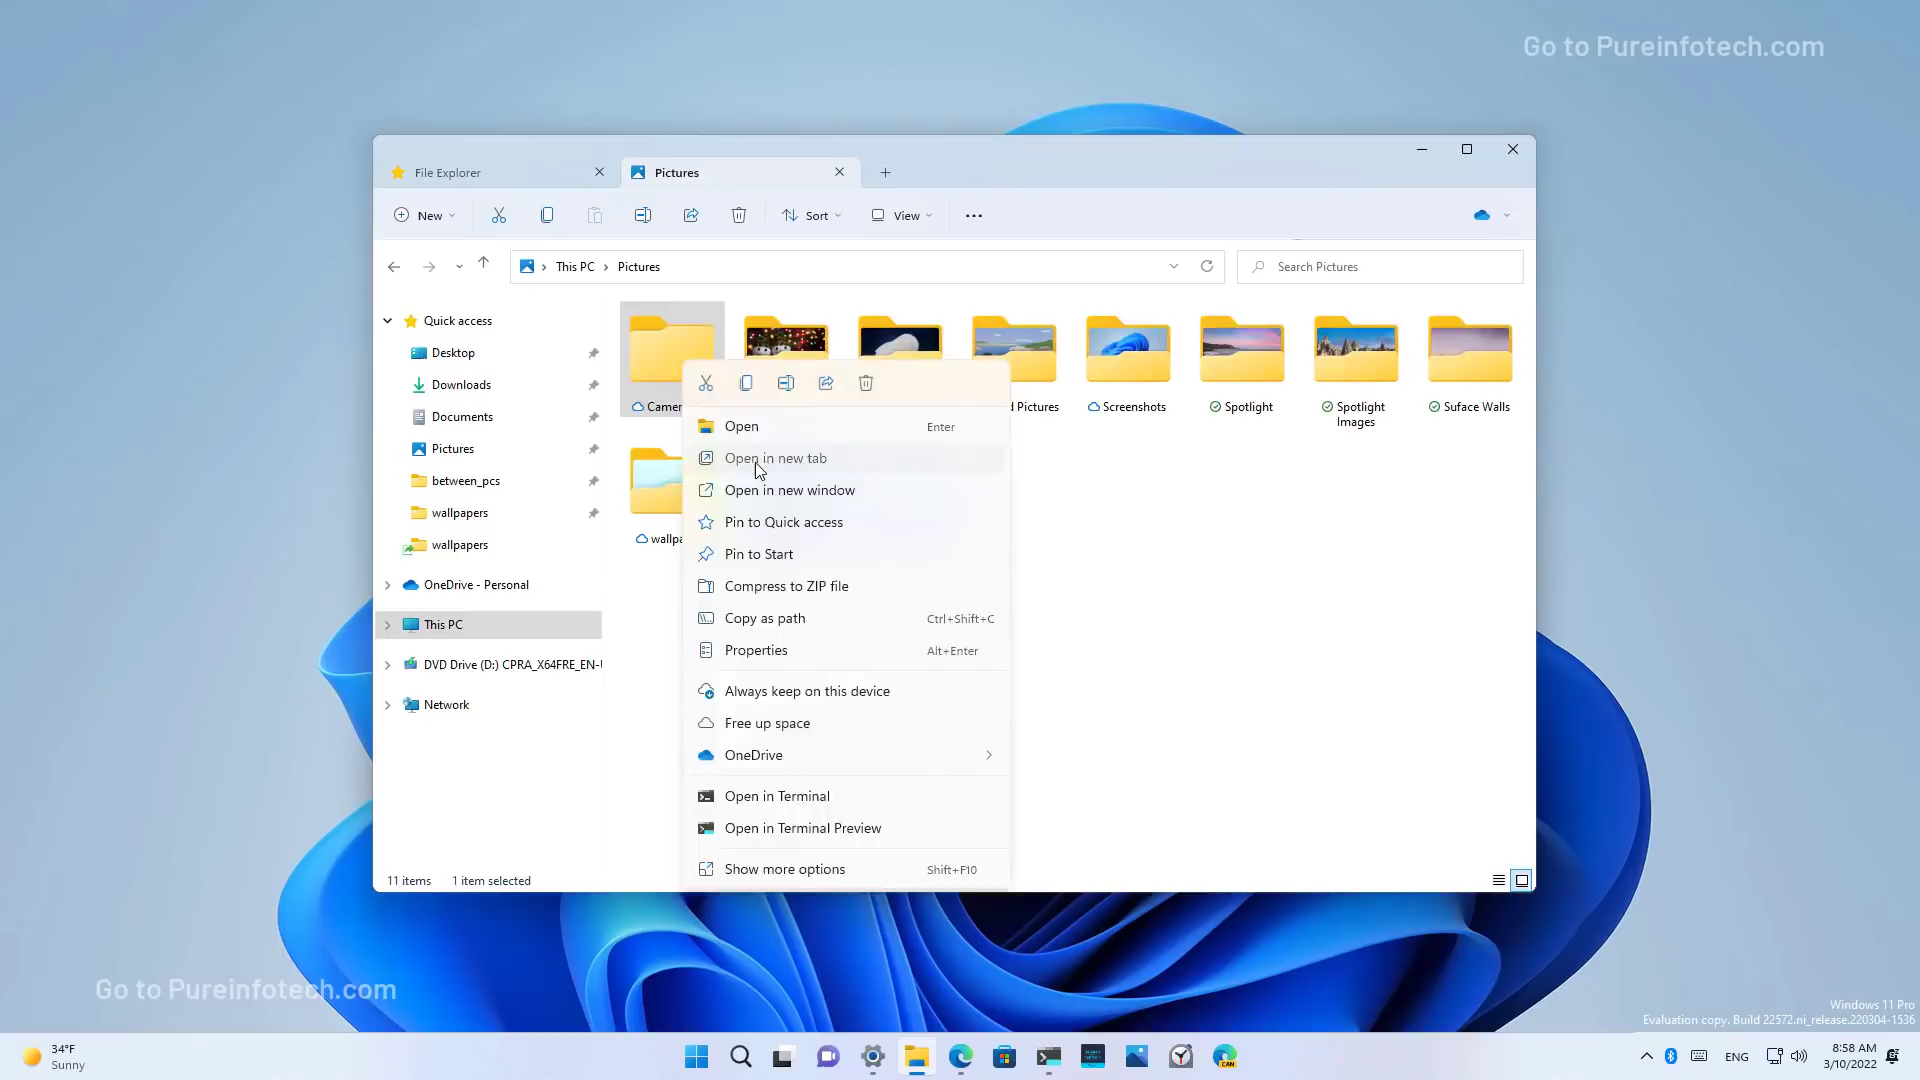 Go to Pureinfotech.com
File Explorer
Pictures
New
Sort
View
This PC
Pictures
Search Pictures
Quick access
Desktop
Downloads
Documents
Pictures
between_pcs
wallpapers
wallpapers
OneDrive - Personal
This PC
DVD Drive (D:) CPRA_X64FRE_EN-
Network
Pictures
Screenshots
Spotlight
Spotlight
Images
Suface Walls
Open Enter
Open in new tab
Open in new window
Pin to Quick access
Pin to Start
Compress to ZIP file
Copy as path Ctrl+Shift+C
Properties Alt+Enter
Always keep on this device
Free up space
OneDrive
Open in Terminal
Open in Terminal Preview
Show more options Shift+F10
11 items 1 item selected
Go to Pureinfotech.com
Windows 11 Pro
Evaluation copy. Build 22572.ni_release.220304-1536
34°F
Sunny
CAN
ENG
8:58 AM
3/10/2022